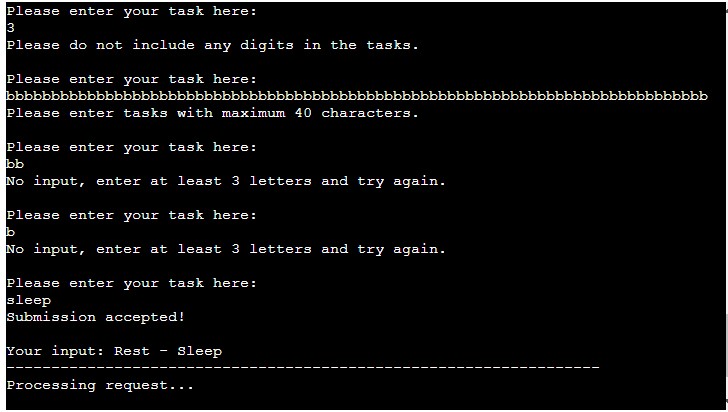 Please enter your task here:
3
Please do not include any digits in the tasks.
Please enter your task here:
bbbbbbbbbbbbbbbbbbbbbbbbbbbbbbbbbbbbbbbbbbbbbbbbbbbbbbbbbbbbbbbbbbbbbbbbbbbbbb
Please enter tasks with maximum 40 characters.
Please enter your task here:
bb
No input, enter at least 3 letters and try again.
Please enter your task here:
b
No input, enter at least 3 letters and try again.
Please enter your task here:
sleep
Submission accepted!
Your input: Rest - Sleep
------------------------------------------------------------------
Processing request...